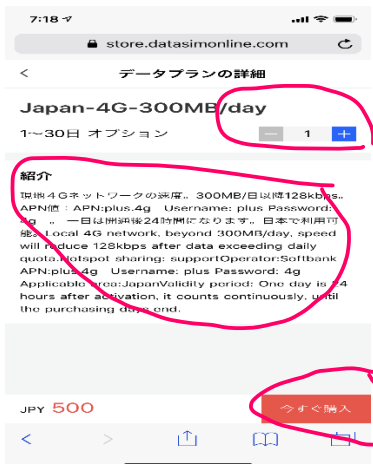 7:18
store.datasimonline.com
データプランの詳細
Japan-4G-300MB/day
1〜30日 オプション
1
紹介
現地４Gネットワークの速度。300MB/日以降128kbps。
APN値：APN:plus.4g Username: plus Password:
4g 。 一日は開通後24時間になります。日本で利用可
能。Local 4G network, beyond 300MB/day, speed
will reduce 128kbps after data exceeding daily
quota.Hotspot sharing: supportOperator:Softbank
APN:plus.4g Username: plus Password: 4g
Applicable area:JapanValidity period: One day is 24
hours after activation, it counts continuously, until
the purchasing days end.
JPY 500
今すぐ購入